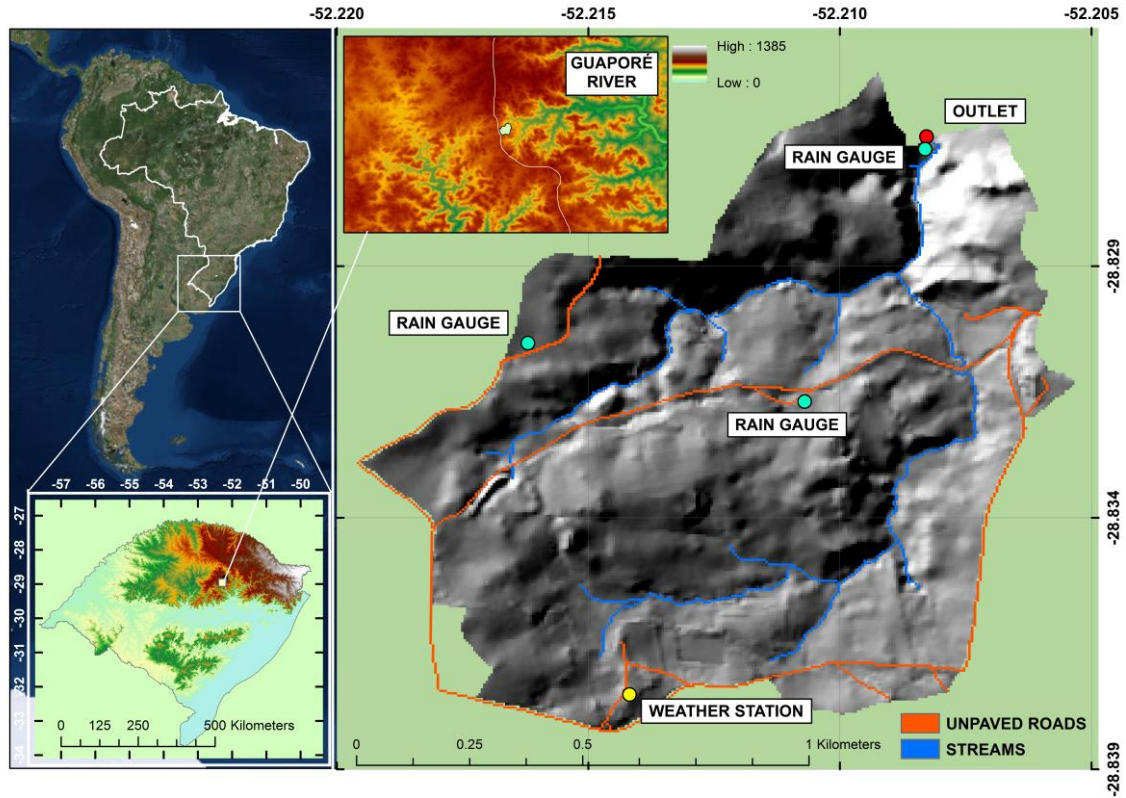 -52.220
-52.215
-52.210
-52.205
GUAPORÉ
RIVER
High : 1385
Low : 0
OUTLET
RAIN GAUGE
-28.829
RAIN GAUGE
RAIN GAUGE
-57 -56 -55 -54 -53 -52 -51 -50
-27
-28
-29
-30
-31
-32
-33
-34
0 125 250 500 Kilometers
-28.834
WEATHER STATION
UNPAVED ROADS
STREAMS
0 0.25 0.5 1 Kilometers
-28.839